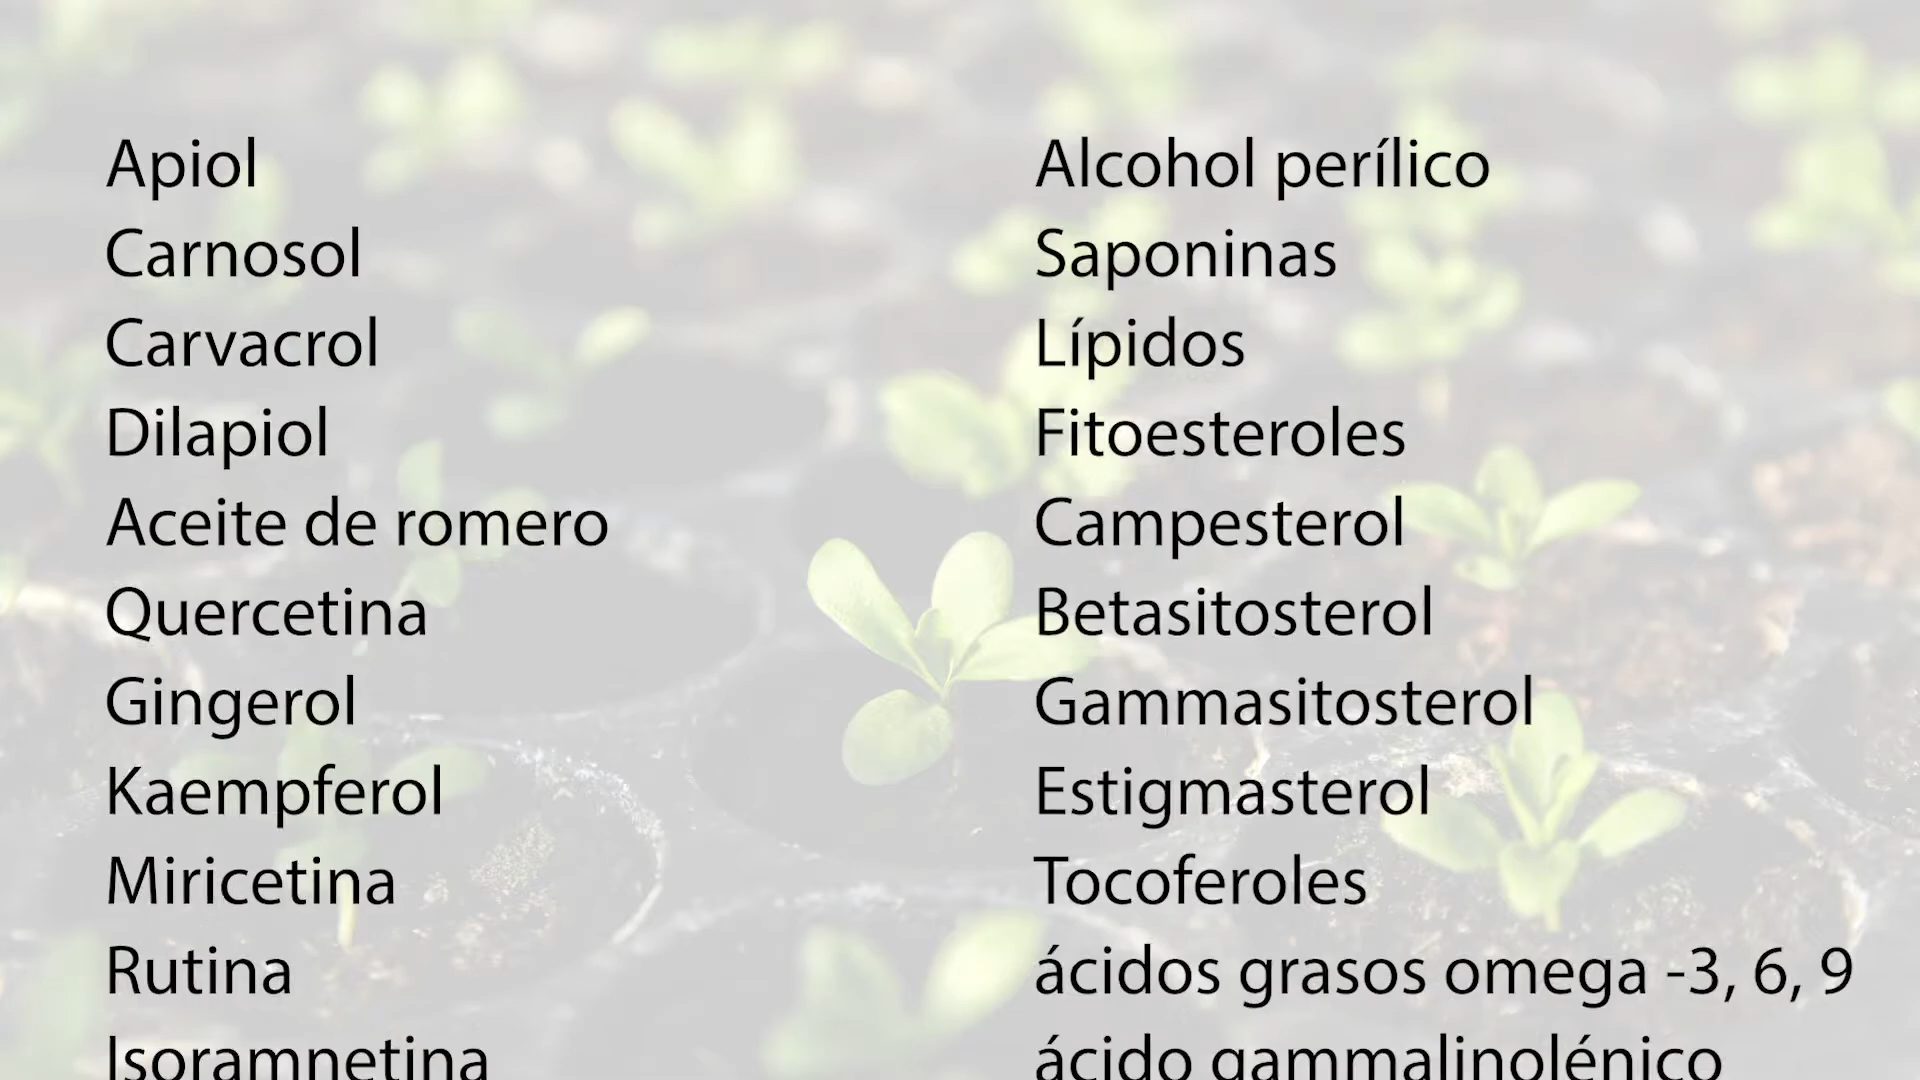 Apiol
Carnosol
Carvacrol
Dilapiol
Aceite de romero
Quercetina
Gingerol
Kaempferol
Miricetina
Rutina
Isoramnetina
Alcohol perílico
Saponinas
Lípidos
Fitoesteroles
Campesterol
Betasitosterol
Gammasitosterol
Estigmasterol
Tocoferoles
ácidos grasos omega -3, 6, 9
ácido gammalinolénico